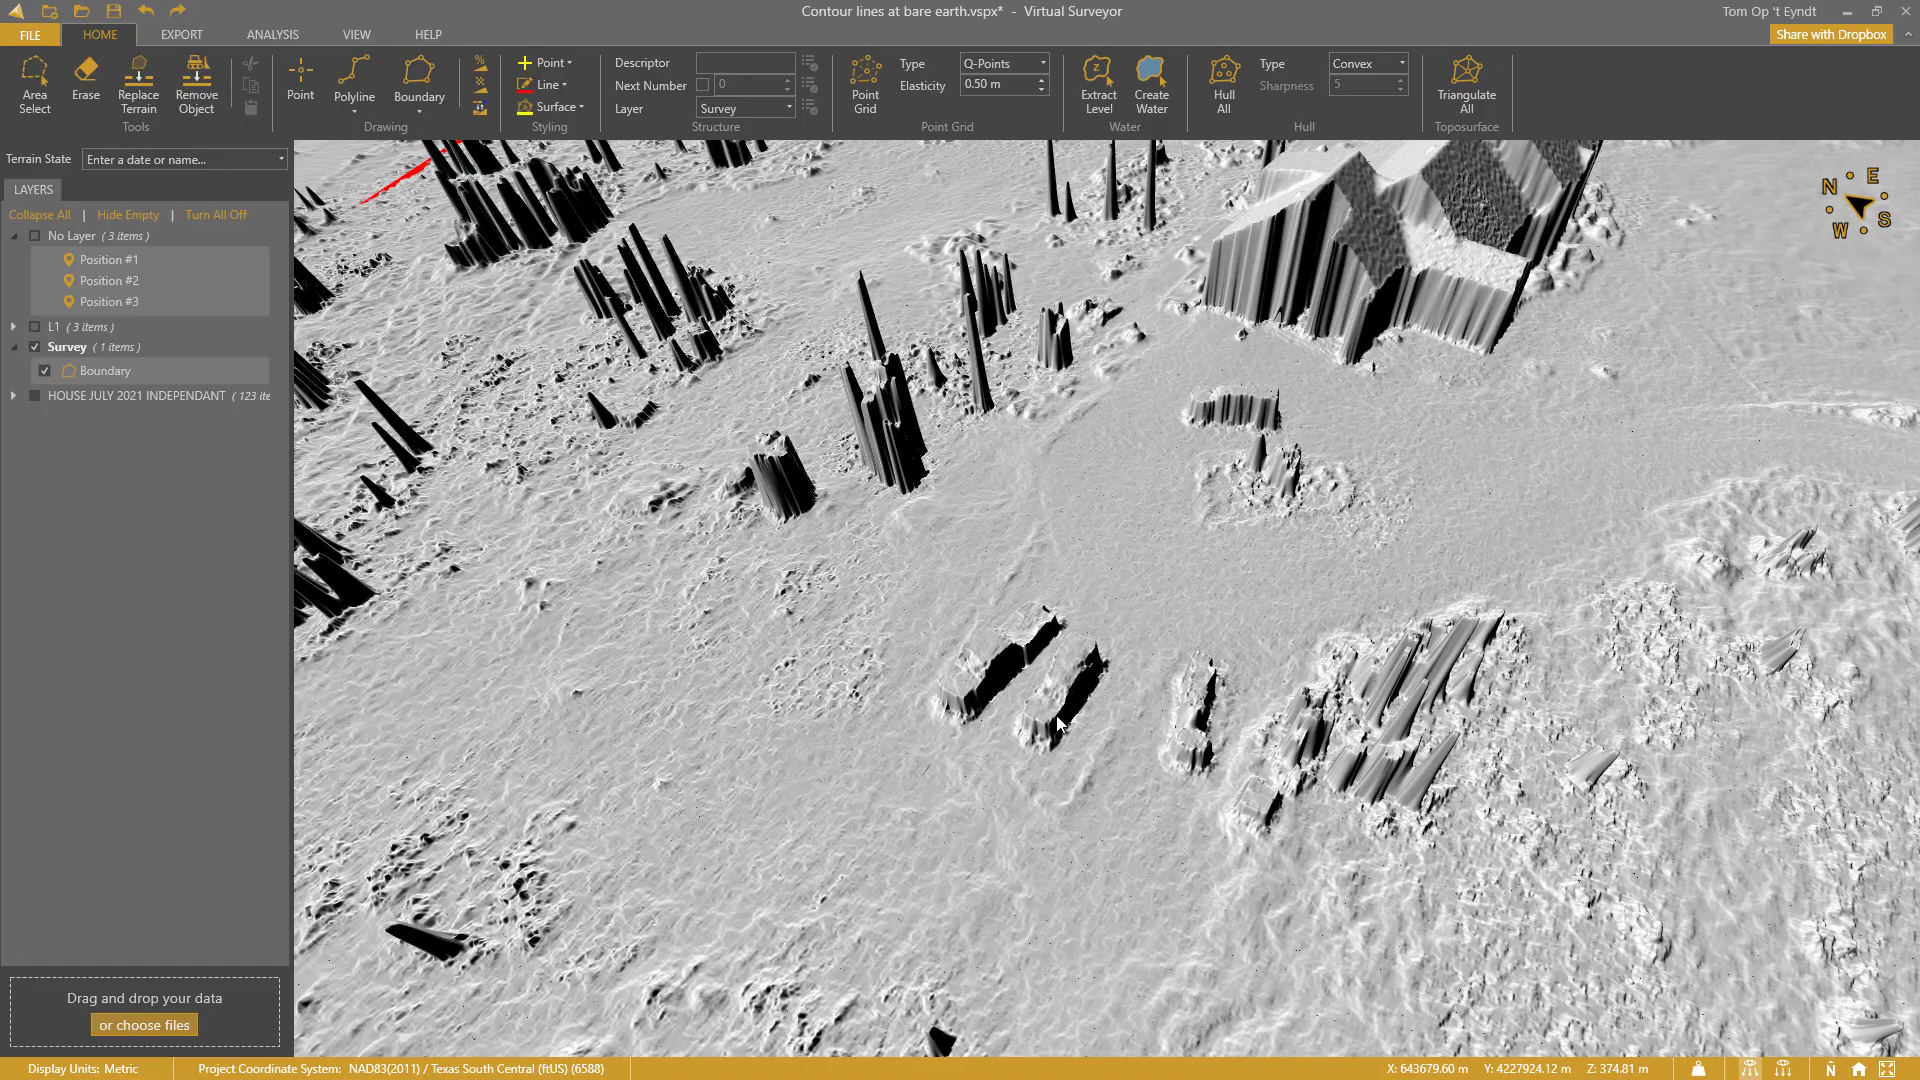 Contour lines at bare earth.vspx* - Virtual Surveyor
Tom Op 't Eyndt
FILE HOME EXPORT ANALYSIS VIEW HELP
Share with Dropbox
Area Select
Erase
Replace Terrain
Remove Object
Tools
Point
Polyline
Boundary
Drawing
Point
Line
Surface
Styling
Descriptor
Next Number 0
Layer Survey
Structure
Point Grid
Type Q-Points
Elasticity 0.50 m
Point Grid
Extract Level
Create Water
Water
Hull All
Type Convex
Sharpness 5
Hull
Triangulate All
Toposurface
Terrain State Enter a date or name...
LAYERS
Collapse All | Hide Empty | Turn All Off
No Layer ( 3 items )
Position #1
Position #2
Position #3
L1 ( 3 items )
Survey ( 1 items )
Boundary
HOUSE JULY 2021 INDEPENDANT ( 123 ite
N E S W
Drag and drop your data
or choose files
Display Units: Metric
Project Coordinate System: NAD83(2011) / Texas South Central (ftUS) (6588)
X: 643679.60 m Y: 4227924.12 m Z: 374.81 m